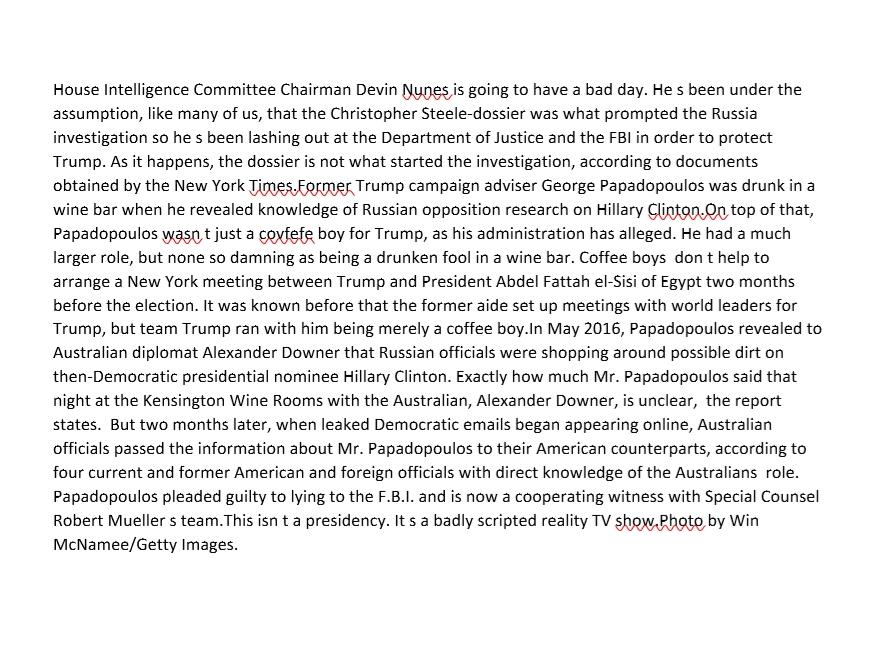 House Intelligence Committee Chairman Devin Nunes is going to have a bad day. He s been under the
assumption, like many of us, that the Christopher Steele-dossier was what prompted the Russia
investigation so he s been lashing out at the Department of Justice and the FBI in order to protect
Trump. As it happens, the dossier is not what started the investigation, according to documents
obtained by the New York Times.Former Trump campaign adviser George Papadopoulos was drunk in a
wine bar when he revealed knowledge of Russian opposition research on Hillary Clinton.On top of that,
Papadopoulos wasn t just a covfefe boy for Trump, as his administration has alleged. He had a much
larger role, but none so damning as being a drunken fool in a wine bar. Coffee boys  don t help to
arrange a New York meeting between Trump and President Abdel Fattah el-Sisi of Egypt two months
before the election. It was known before that the former aide set up meetings with world leaders for
Trump, but team Trump ran with him being merely a coffee boy.In May 2016, Papadopoulos revealed to
Australian diplomat Alexander Downer that Russian officials were shopping around possible dirt on
then-Democratic presidential nominee Hillary Clinton. Exactly how much Mr. Papadopoulos said that
night at the Kensington Wine Rooms with the Australian, Alexander Downer, is unclear,  the report
states.  But two months later, when leaked Democratic emails began appearing online, Australian
officials passed the information about Mr. Papadopoulos to their American counterparts, according to
four current and former American and foreign officials with direct knowledge of the Australians  role.
Papadopoulos pleaded guilty to lying to the F.B.I. and is now a cooperating witness with Special Counsel
Robert Mueller s team.This isn t a presidency. It s a badly scripted reality TV show.Photo by Win
McNamee/Getty Images.